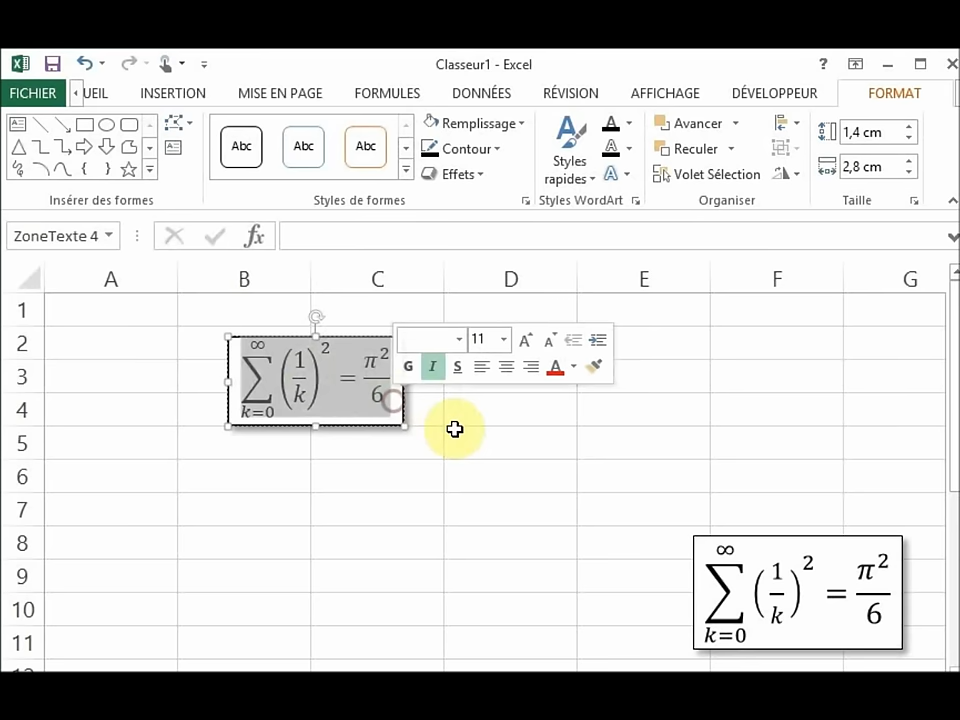 Classeur1 - Excel
?
FICHIER UEIL INSERTION MISE EN PAGE FORMULES DONNÉES RÉVISION AFFICHAGE DÉVELOPPEUR FORMAT
Abc Abc Abc
Remplissage
Contour
Effets
Styles
rapides
A
A
A
A
Avancer
Reculer
Volet Sélection
1,4 cm
2,8 cm
Insérer des formes Styles de formes Styles WordArt Organiser Taille
ZoneTexte 4 fx
A B C D E F G
1
2
3
4
5
6
7
8
9
10
11
11 A A
G I S A
∞ ∑ k=0 (1/k)² = π²/6
∞ ∑ k=0 (1/k)² = π²/6